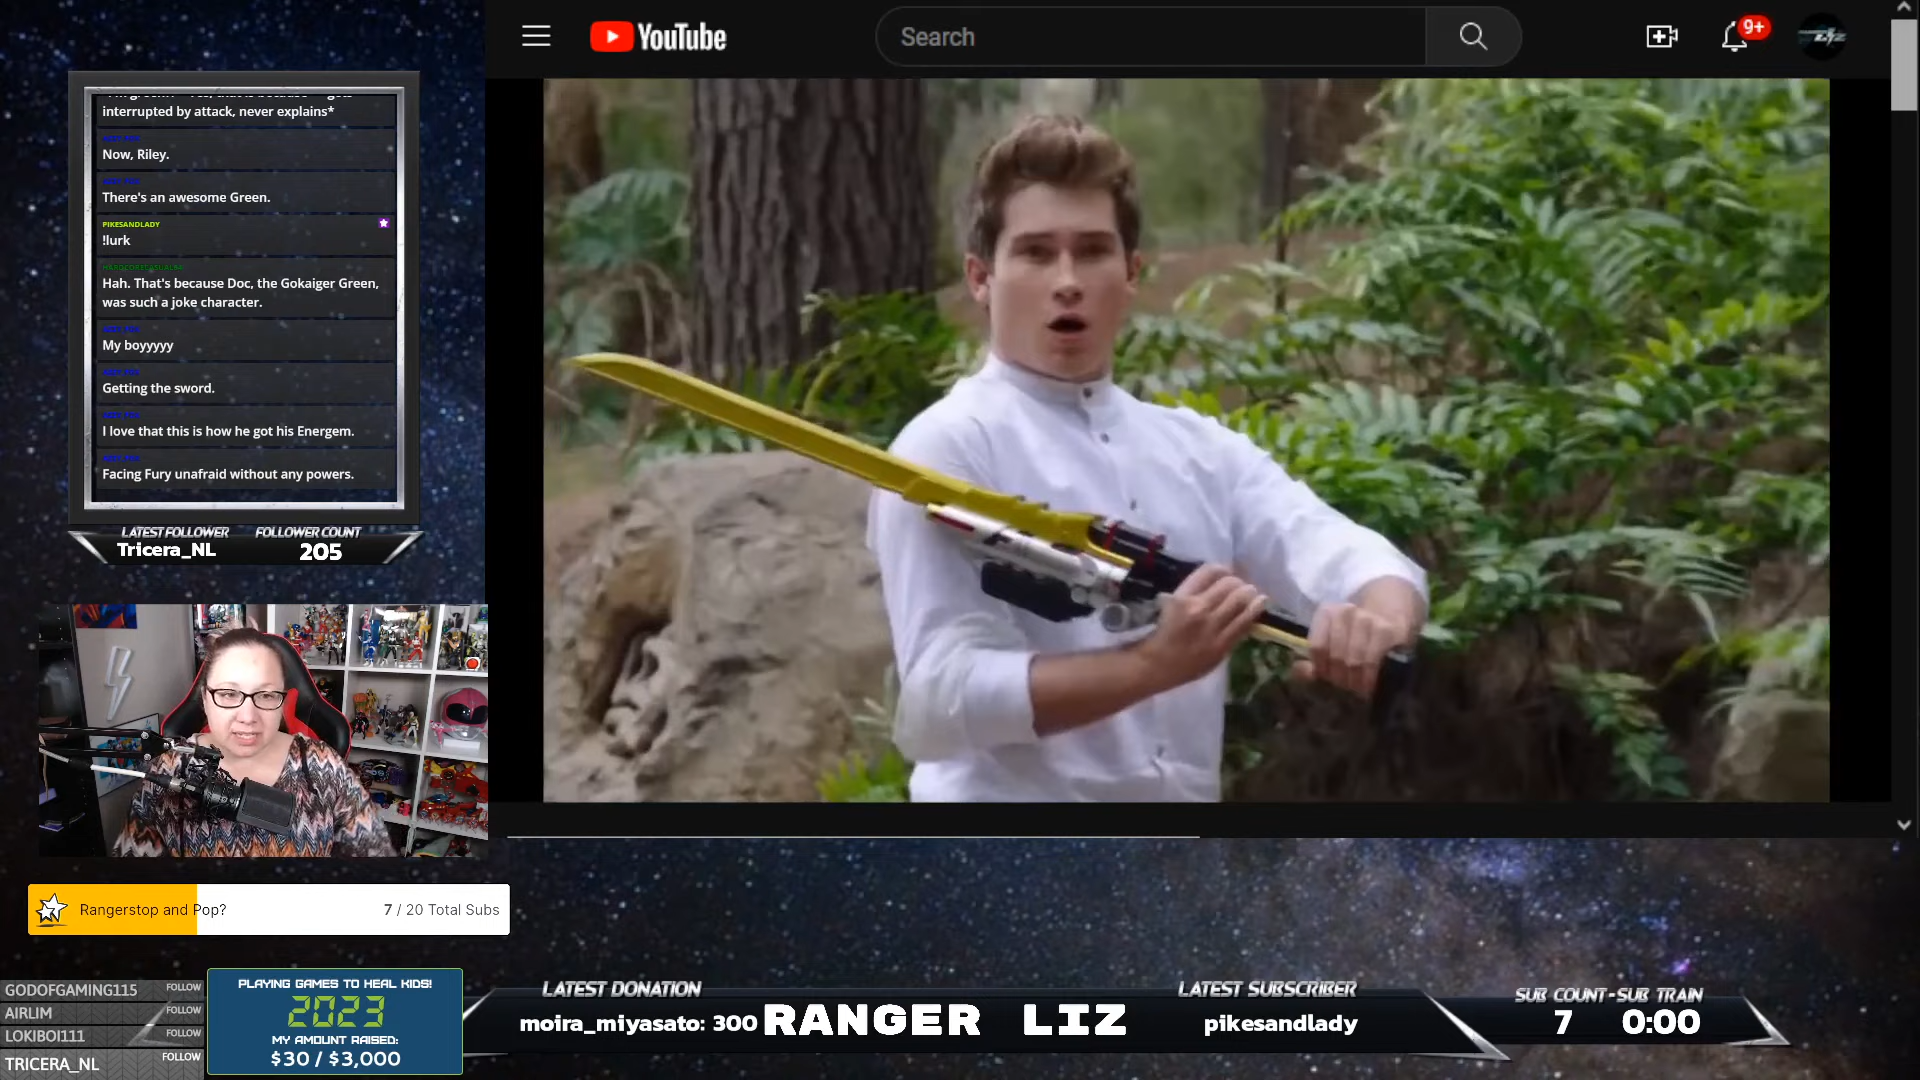 YouTube
Search
9+
interrupted by attack, never explains*
Now, Riley.
There's an awesome Green.
PIKESANDLADY
!lurk
Hah. That's because Doc, the Gokaiger Green,
was such a joke character.
My boyyyyy
Getting the sword.
I love that this is how he got his Energem.
Facing Fury unafraid without any powers.
LATEST FOLLOWER
Tricera_NL
FOLLOWER COUNT
205
Rangerstop and Pop?
7 / 20 Total Subs
GODOFGAMING115 FOLLOW
AIRLIM FOLLOW
LOKIBOI111 FOLLOW
TRICERA_NL FOLLOW
PLAYING GAMES TO HEAL KIDS!
2023
MY AMOUNT RAISED:
$30 / $3,000
LATEST DONATION
moira_miyasato: 300
RANGER LIZ
LATEST SUBSCRIBER
pikesandlady
SUB COUNT - SUB TRAIN
7 0:00